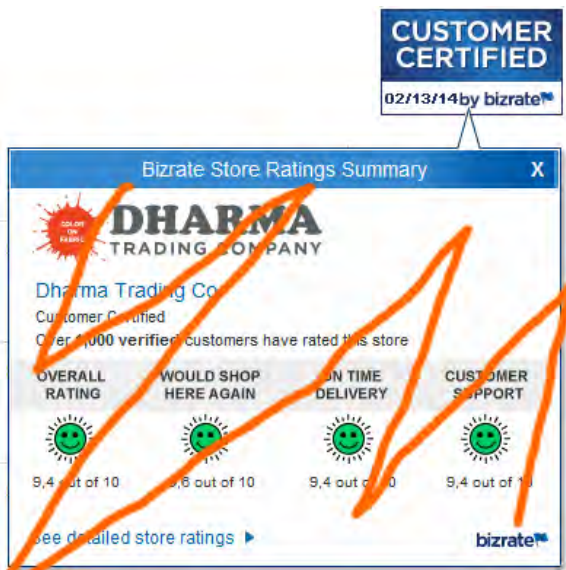 CUSTOMER
CERTIFIED
02/13/14 by bizrate
Bizrate Store Ratings Summary X
COLOR
ON
FABRIC
DHARMA
TRADING COMPANY
Dharma Trading Co
Customer Certified
Over 1,000 verified customers have rated this store
OVERALL RATING
WOULD SHOP HERE AGAIN
ON TIME DELIVERY
CUSTOMER SUPPORT
9,4 out of 10 9,6 out of 10 9,4 out of 10 9,4 out of 10
See detailed store ratings
bizrate